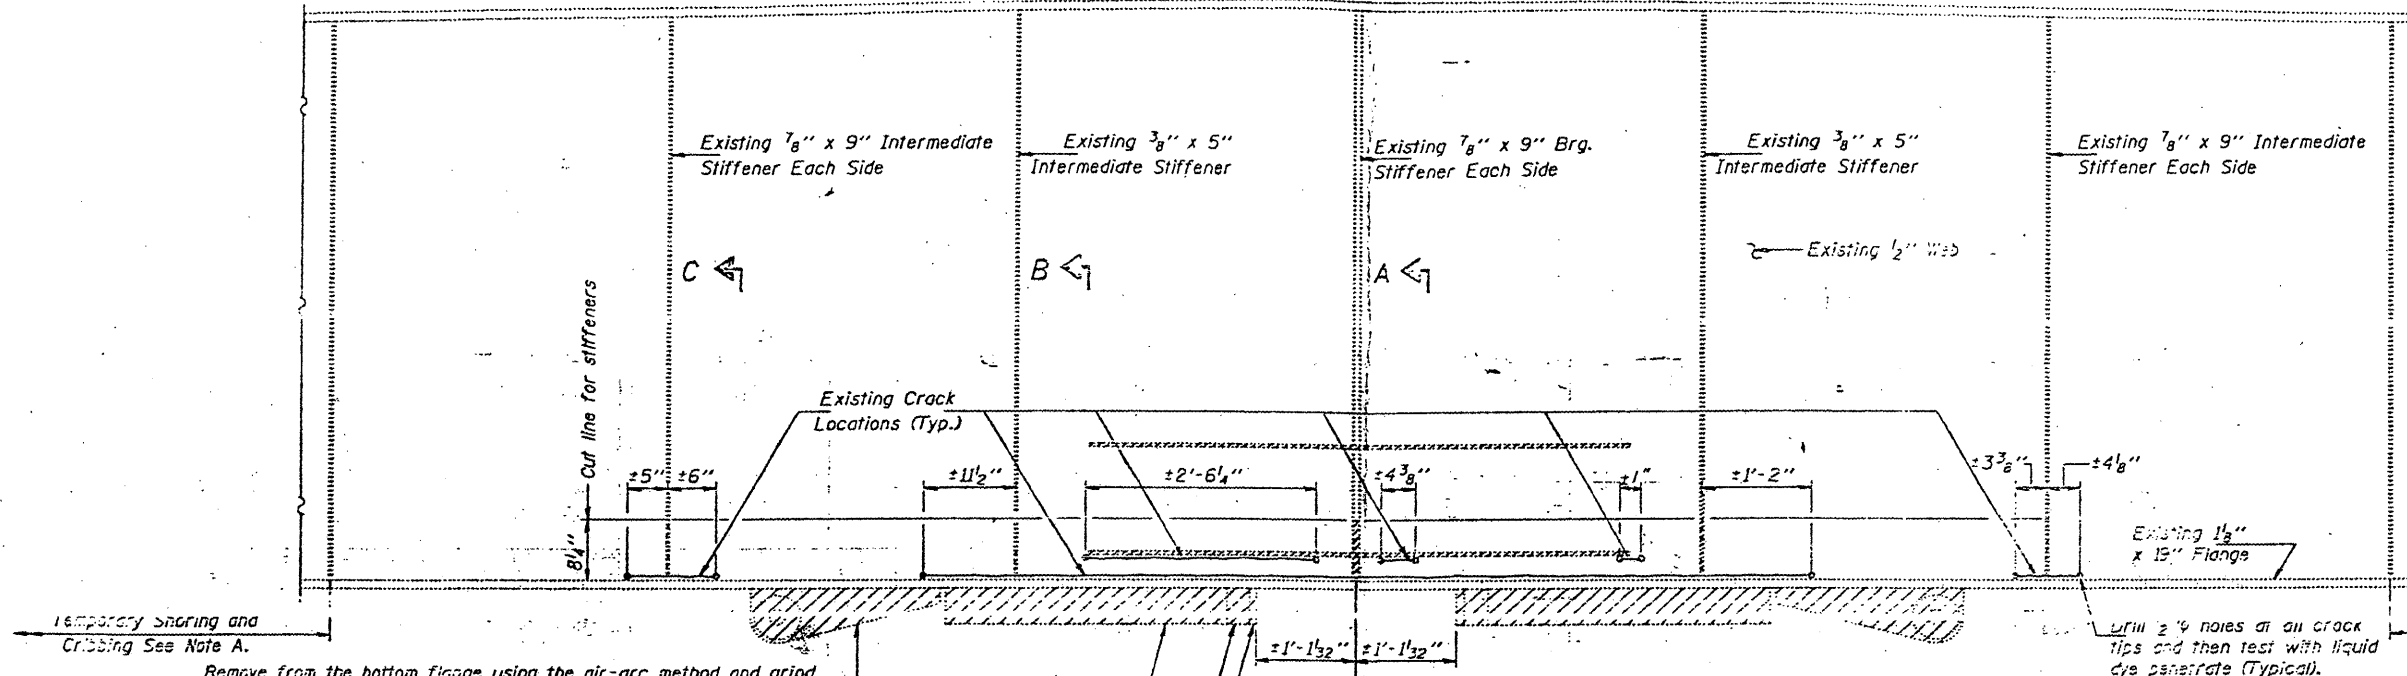 Existing 7/8" x 9" Intermediate
Stiffener Each Side
Existing 3/8" x 5"
Intermediate Stiffener
Existing 7/8" x 9" Brg.
Stiffener Each Side
Existing 3/8" x 5"
Intermediate Stiffener
Existing 7/8" x 9" Intermediate
Stiffener Each Side
Existing 1/2" Web
C
B
A
Cut line for stiffeners
Existing Crack
Locations (Typ.)
±5"
±6"
±11 1/2"
±2'-6 1/4"
±4 3/8"
±1"
±1'-2"
±3 3/8"
±4 1/8"
8 1/4"
Existing 1 1/8"
x 19" Flange
Temporary Shoring and
Cribbing See Note A.
±1'-1 1/32"
±1'-1 1/32"
Drill holes at all crack
tips and then test with liquid
dye penetrate (Typical).
Remove from the bottom flange using the air-arc method and grind